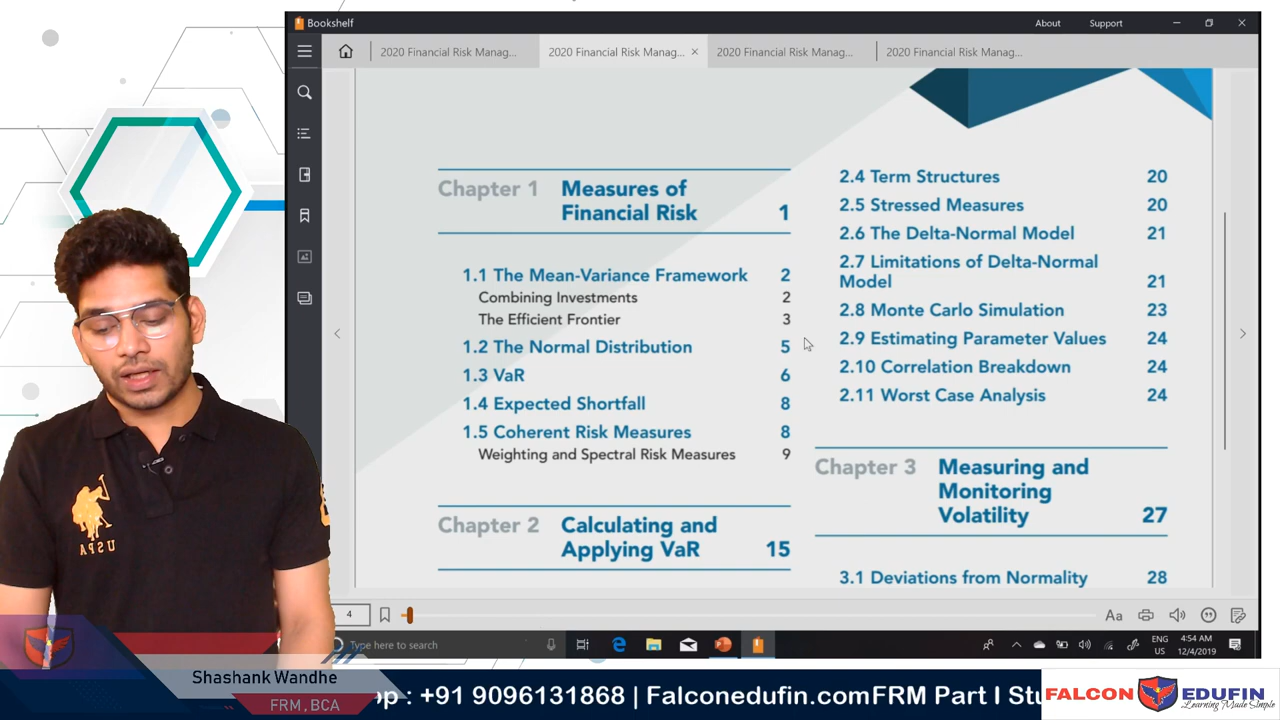 Bookshelf
About
Support
2020 Financial Risk Manag...
2020 Financial Risk Manag...
2020 Financial Risk Manag...
2020 Financial Risk Manag...
Chapter 1 Measures of
Financial Risk 1
1.1 The Mean-Variance Framework 2
Combining Investments 2
The Efficient Frontier 3
1.2 The Normal Distribution 5
1.3 VaR 6
1.4 Expected Shortfall 8
1.5 Coherent Risk Measures 8
Weighting and Spectral Risk Measures 9
Chapter 2 Calculating and
Applying VaR 15
2.4 Term Structures 20
2.5 Stressed Measures 20
2.6 The Delta-Normal Model 21
2.7 Limitations of Delta-Normal
Model 21
2.8 Monte Carlo Simulation 23
2.9 Estimating Parameter Values 24
2.10 Correlation Breakdown 24
2.11 Worst Case Analysis 24
Chapter 3 Measuring and
Monitoring
Volatility 27
3.1 Deviations from Normality 28
4
Aa
Type here to search
ENG
US
4:54 AM
12/4/2019
USPA
Shashank Wandhe
FRM, BCA
pp : +91 9096131868 | Falconedufin.comFRM Part I Stu
FALCON EDUFIN
Learning Made Simple